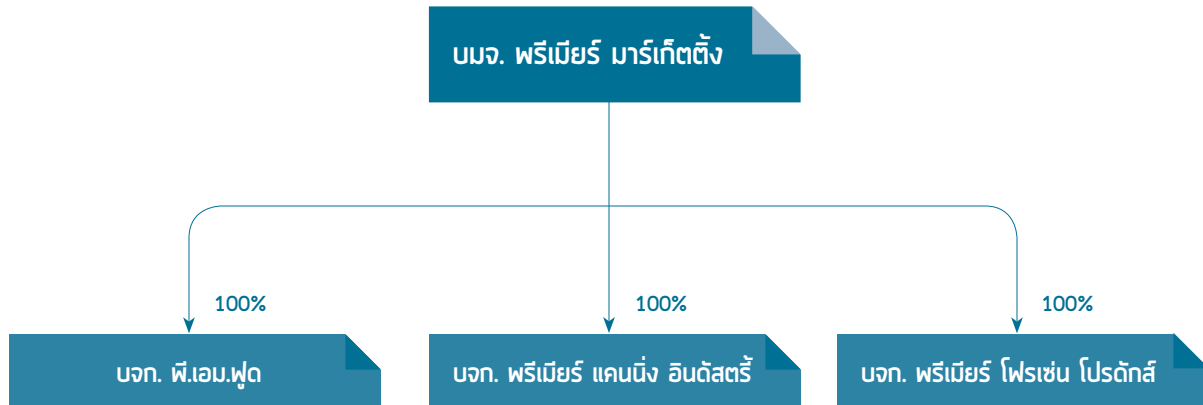 บมจ. พรีเมียร์ มาร์เก็ตติ้ง
100%
100%
100%
บจก. พี.เอม.ฟูด
บจก. พรีเมียร์ แคนนิ่ง อินดัสตรี้
บจก. พรีเมียร์ โฟรเซ่น โปรดักส์